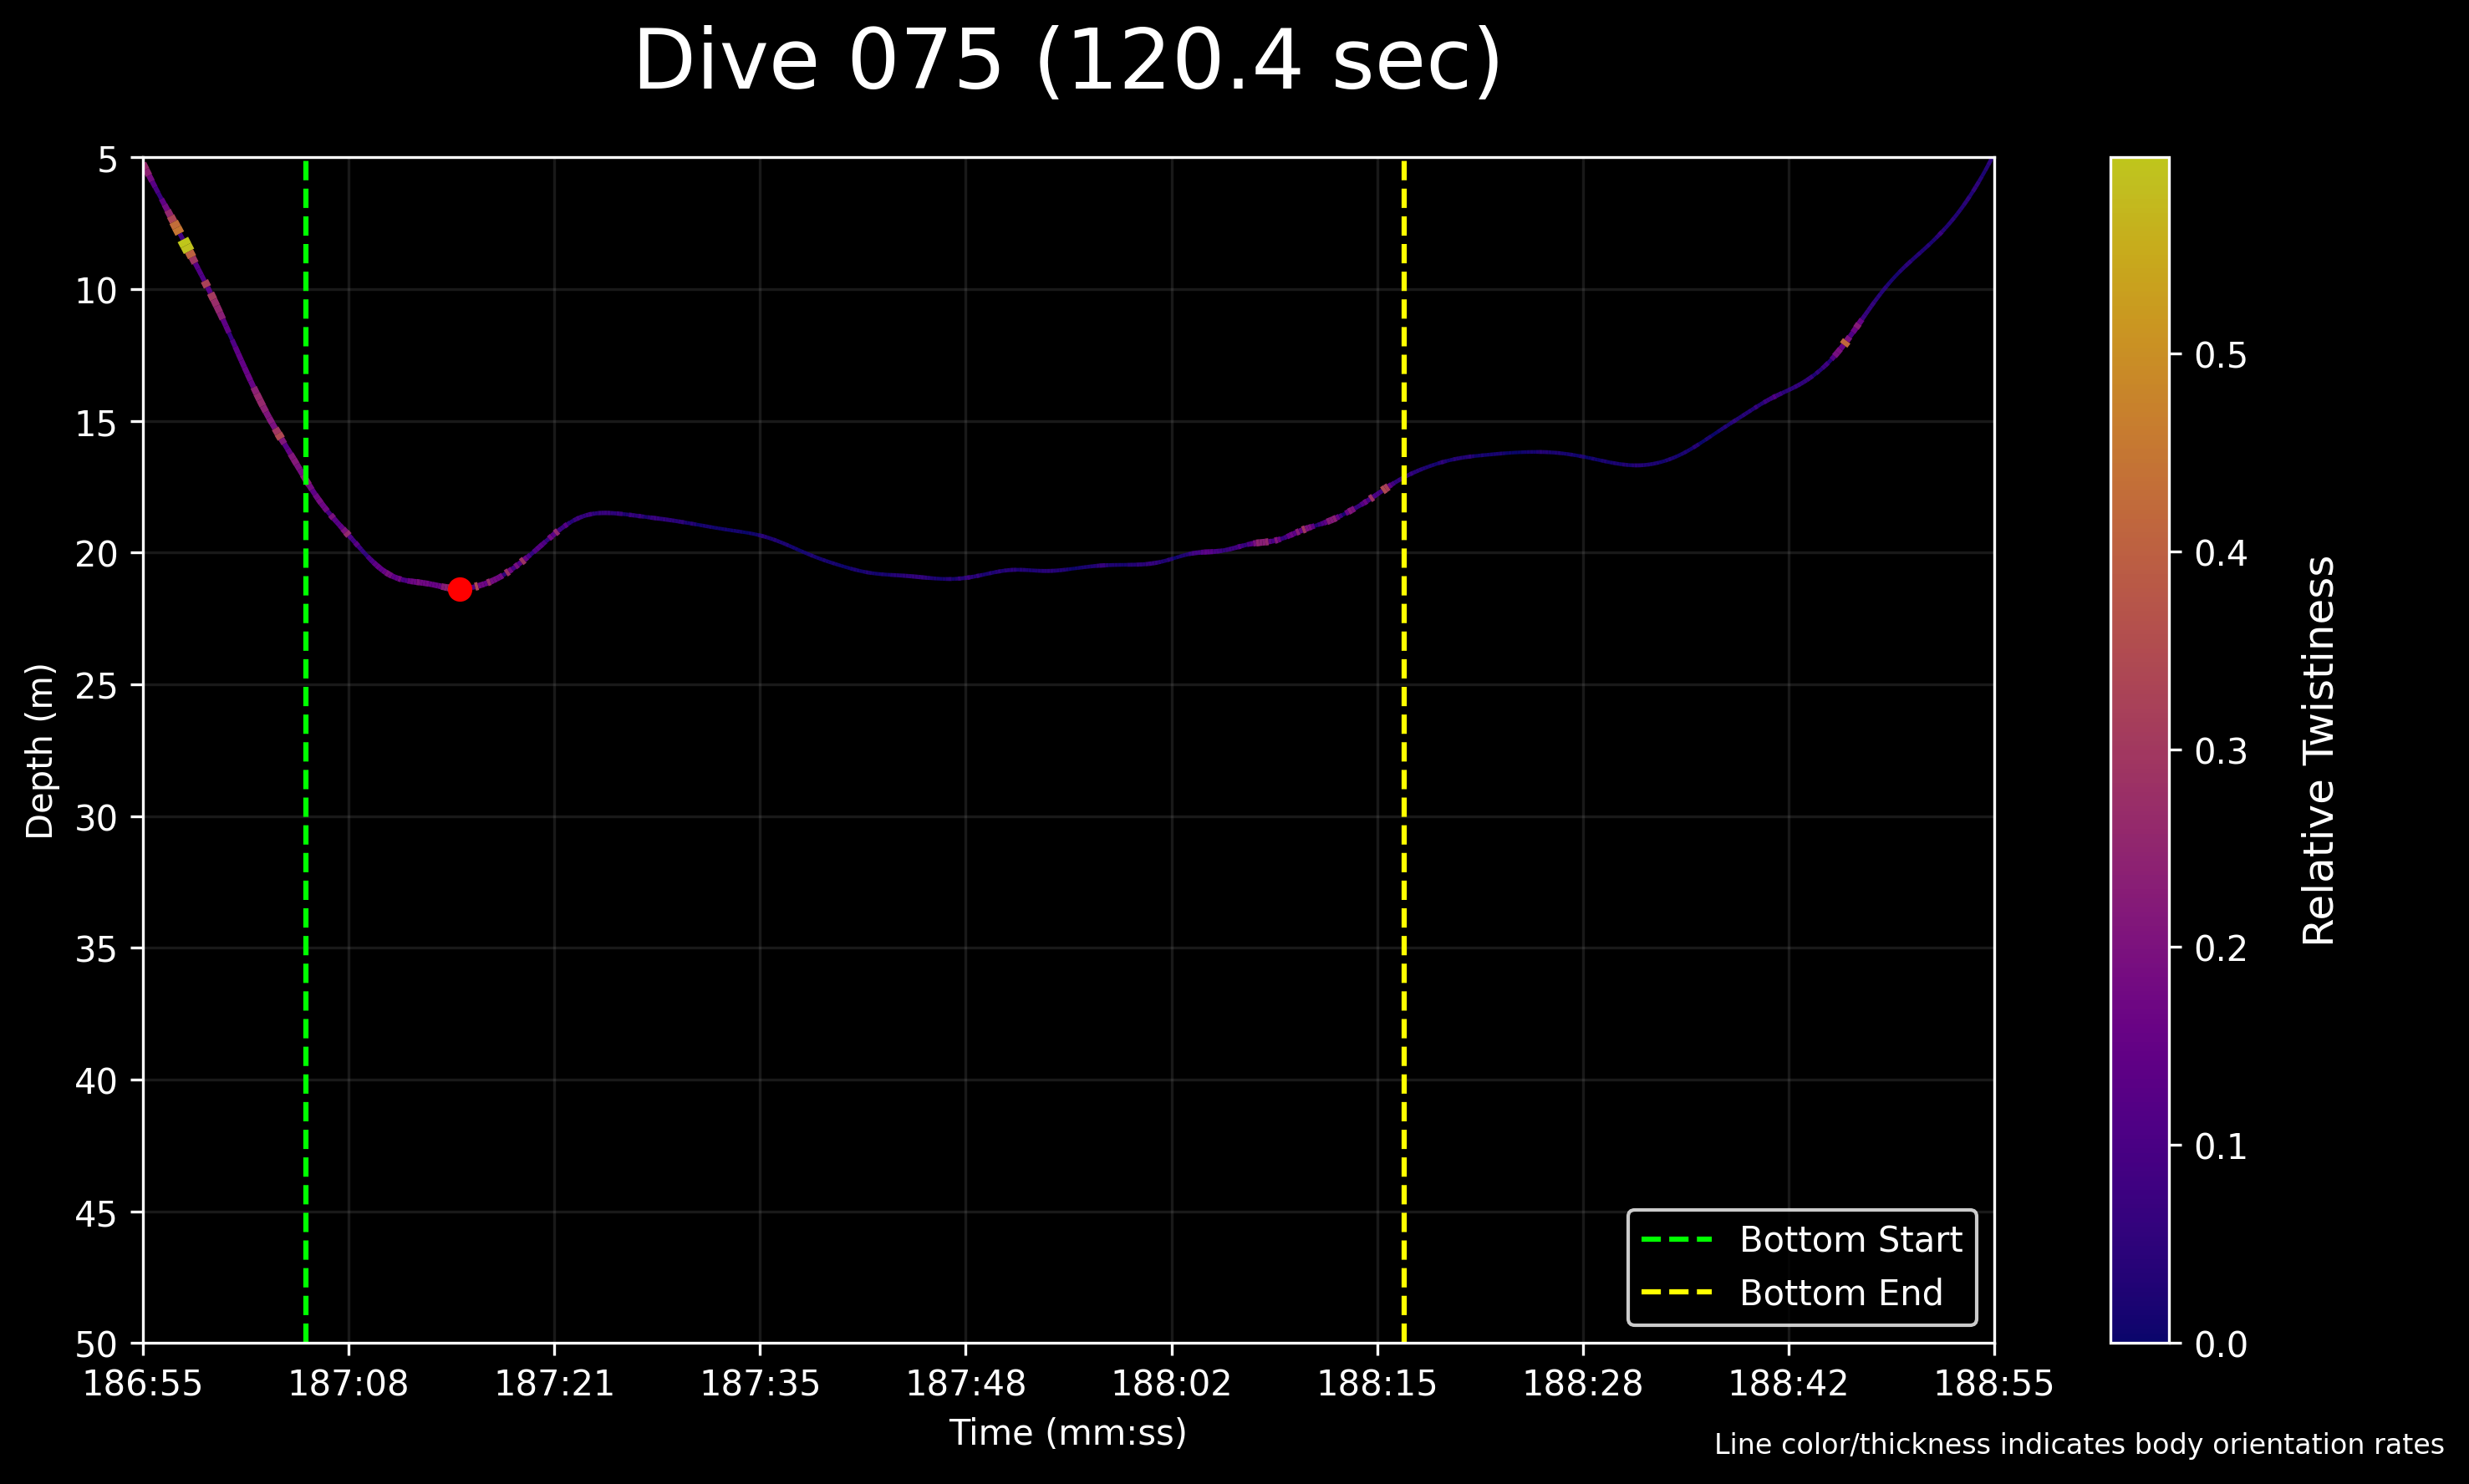 Dive 075 (120.4 sec)
5
10
15
20
25
30
35
40
45
50
Depth (m)
186:55 187:08 187:21 187:35 187:48 188:02 188:15 188:28 188:42 188:55
Time (mm:ss)
Bottom Start
Bottom End
0.5
0.4
0.3
0.2
0.1
0.0
Relative Twistiness
Line color/thickness indicates body orientation rates